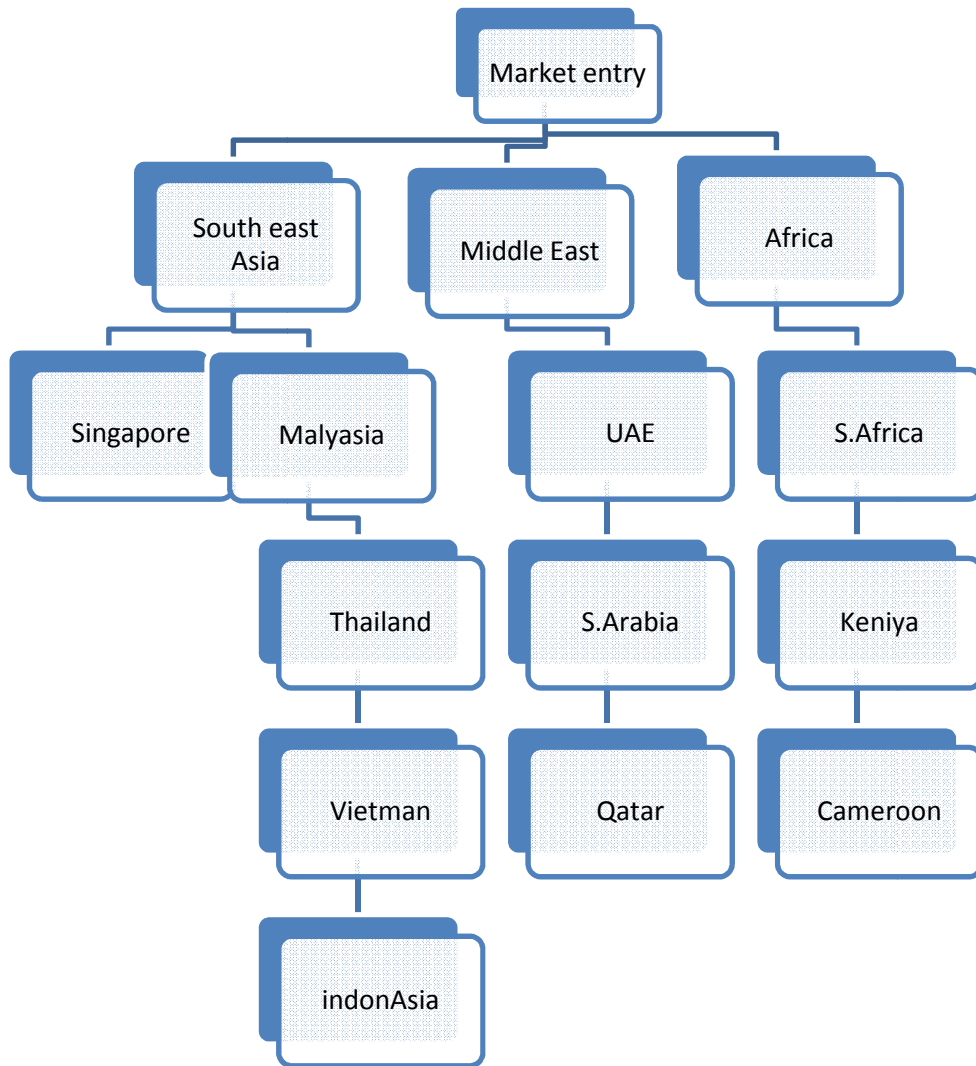 Market entry
South east
Asia
Middle East
Africa
Singapore
Malyasia
UAE
S.Africa
Thailand
S.Arabia
Keniya
Vietman
Qatar
Cameroon
indonAsia